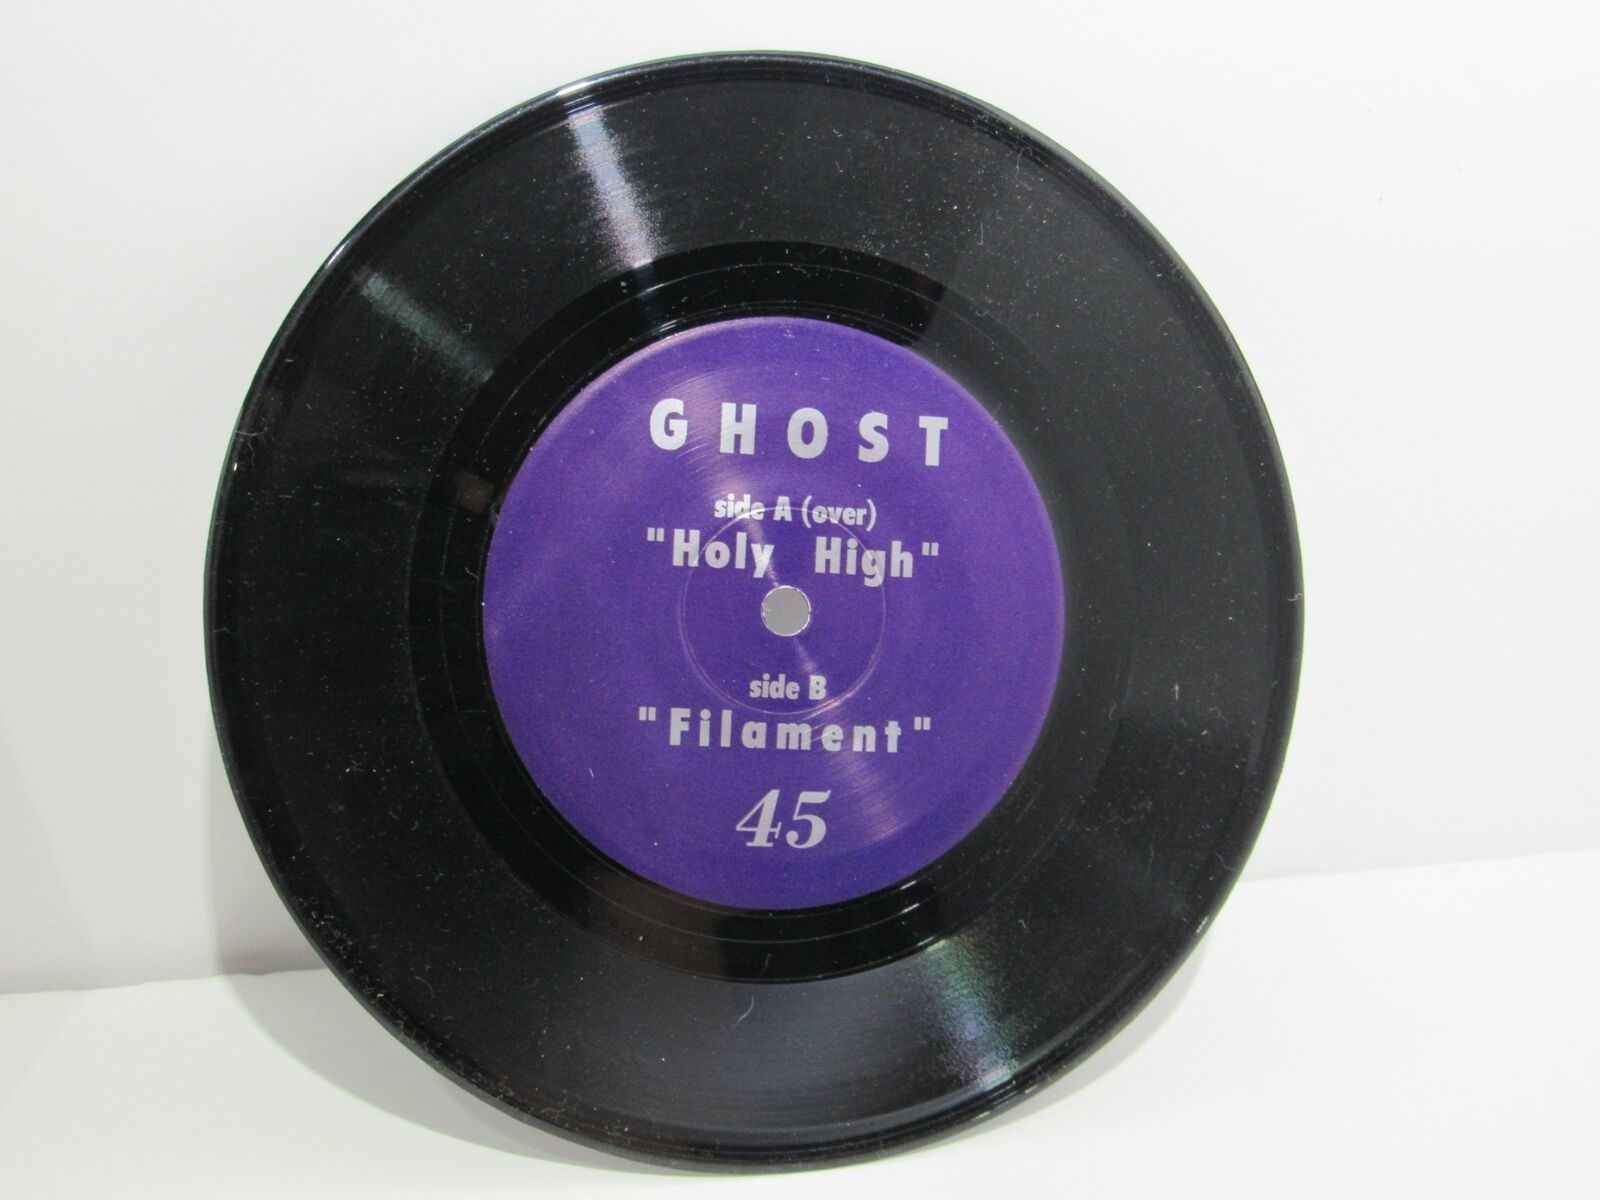 GHOST
side A (over)
"Holy High"
side B
"Filament"
45